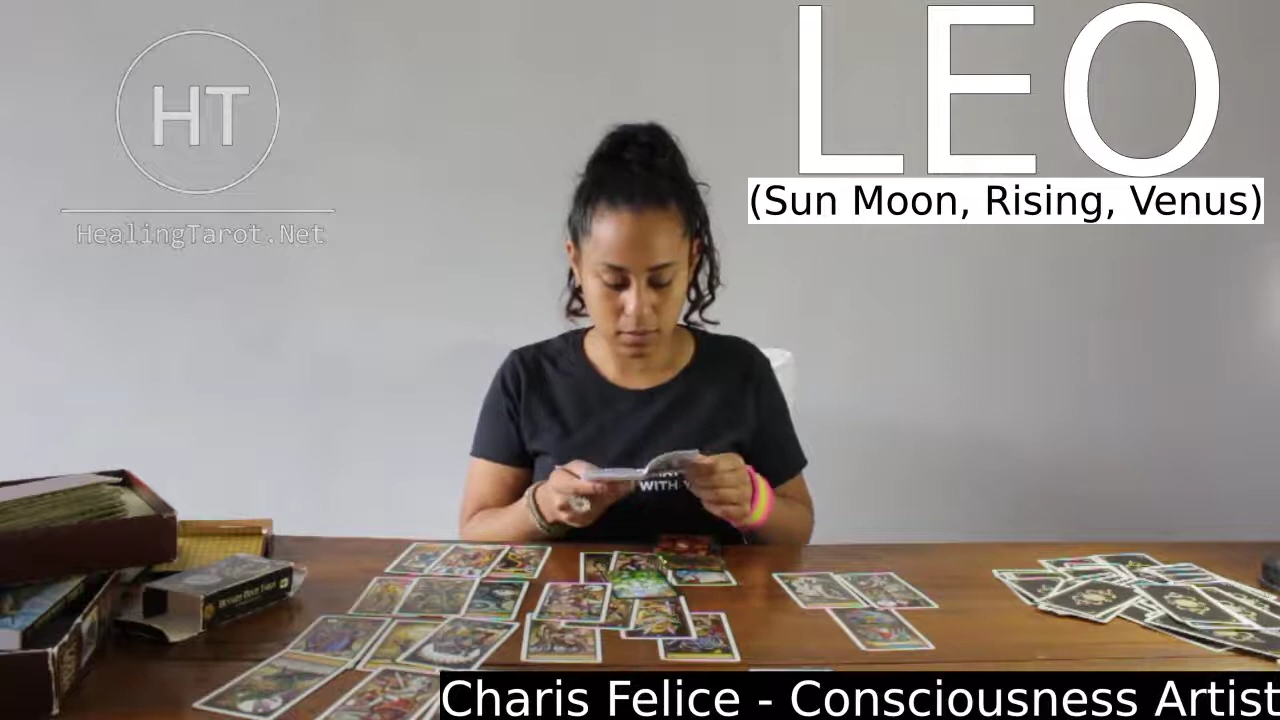 HT
HealingTarot.Net
LEO
(Sun Moon, Rising, Venus)
WITH
Charis Felice - Consciousness Artist